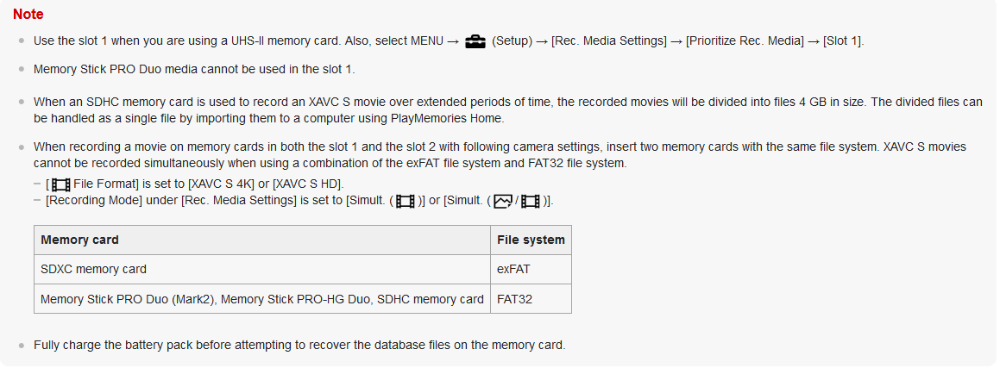 Note
Use the slot 1 when you are using a UHS-II memory card. Also, select MENU → (Setup) → [Rec. Media Settings] → [Prioritize Rec. Media] → [Slot 1].
Memory Stick PRO Duo media cannot be used in the slot 1.
When an SDHC memory card is used to record an XAVC S movie over extended periods of time, the recorded movies will be divided into files 4 GB in size. The divided files can
be handled as a single file by importing them to a computer using PlayMemories Home.
When recording a movie on memory cards in both the slot 1 and the slot 2 with following camera settings, insert two memory cards with the same file system. XAVC S movies
cannot be recorded simultaneously when using a combination of the exFAT file system and FAT32 file system.
– [ File Format] is set to [XAVC S 4K] or [XAVC S HD].
– [Recording Mode] under [Rec. Media Settings] is set to [Simult. ( )] or [Simult. ( / )].
Memory card File system
SDXC memory card exFAT
Memory Stick PRO Duo (Mark2), Memory Stick PRO-HG Duo, SDHC memory card FAT32
Fully charge the battery pack before attempting to recover the database files on the memory card.